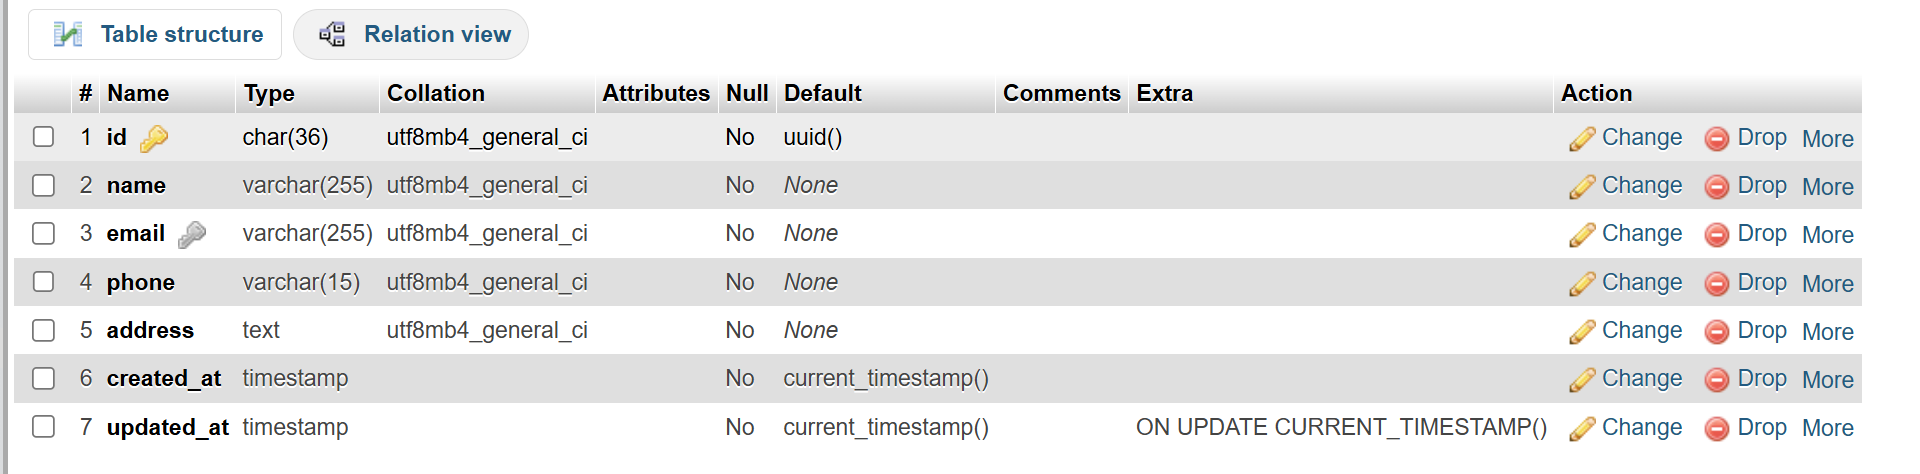 Table structure Relation view
# Name Type Collation Attributes Null Default Comments Extra Action
1 id char(36) utf8mb4_general_ci No uuid() Change Drop More
2 name varchar(255) utf8mb4_general_ci No None Change Drop More
3 email varchar(255) utf8mb4_general_ci No None Change Drop More
4 phone varchar(15) utf8mb4_general_ci No None Change Drop More
5 address text utf8mb4_general_ci No None Change Drop More
6 created_at timestamp No current_timestamp() Change Drop More
7 updated_at timestamp No current_timestamp() ON UPDATE CURRENT_TIMESTAMP() Change Drop More